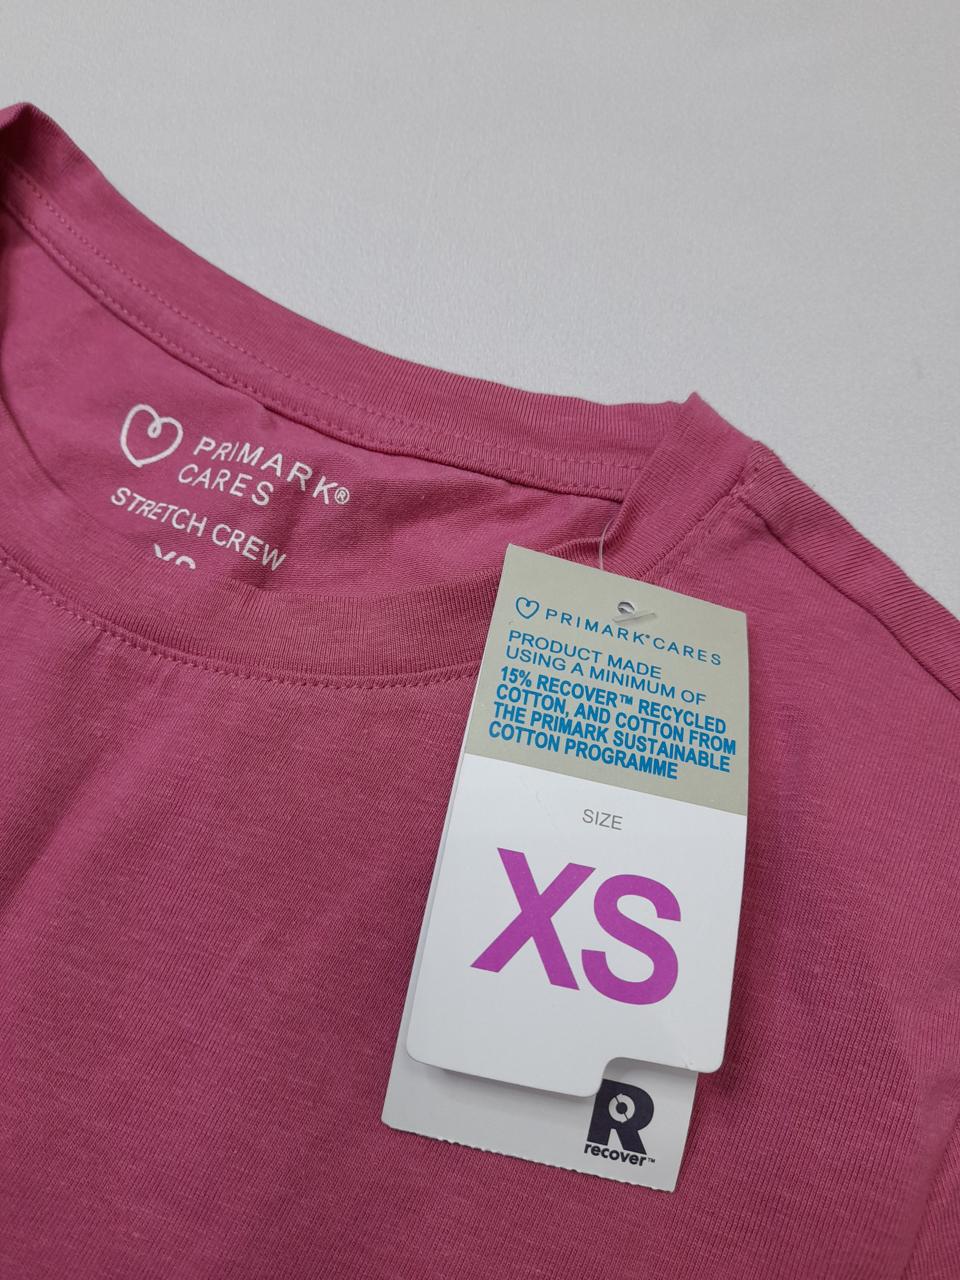 PRIMARK®
CARES
STRETCH CREW
XS
PRIMARK® CARES
PRODUCT MADE
USING A MINIMUM OF
15% RECOVER™ RECYCLED
COTTON, AND COTTON FROM
THE PRIMARK SUSTAINABLE
COTTON PROGRAMME
SIZE
XS
R
recover™